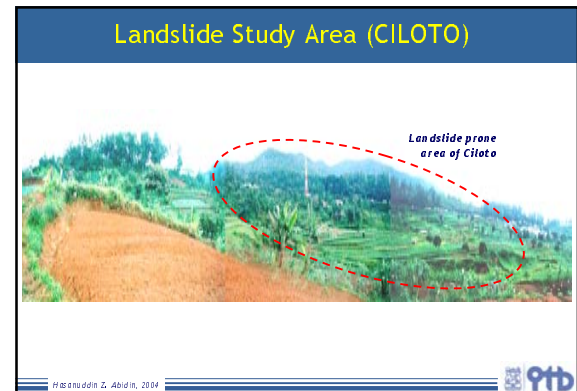 Landslide Study Area (CILOTO)
Landslide prone
area of Ciloto
Hasanuddin Z. Abidin, 2004
itb